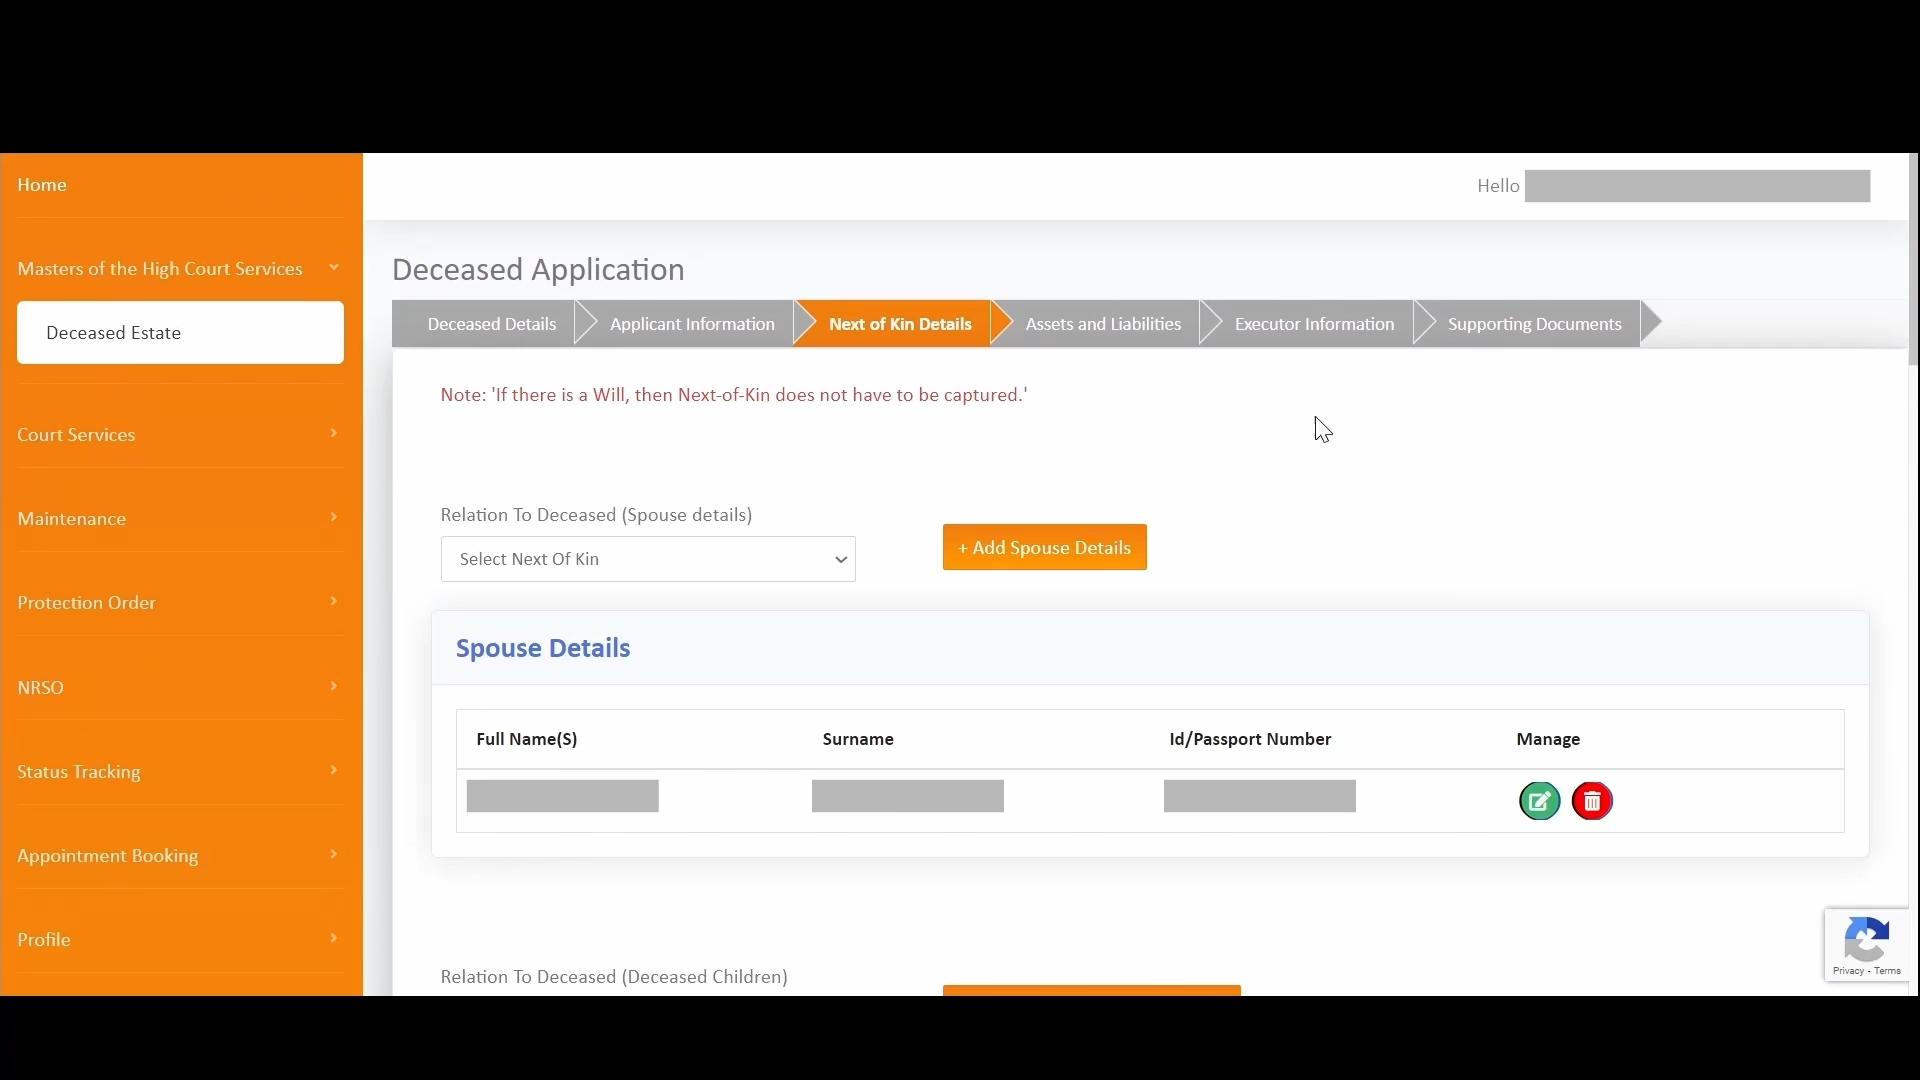 Home
Hello
Masters of the High Court Services
Deceased Estate
Court Services
Maintenance
Protection Order
NRSO
Status Tracking
Appointment Booking
Profile
Deceased Application
Deceased Details
Applicant Information
Next of Kin Details
Assets and Liabilities
Executor Information
Supporting Documents
Note: 'If there is a Will, then Next-of-Kin does not have to be captured.'
Relation To Deceased (Spouse details)
Select Next Of Kin
+ Add Spouse Details
Spouse Details
Full Name(S) Surname Id/Passport Number Manage
Relation To Deceased (Deceased Children)
Privacy - Terms